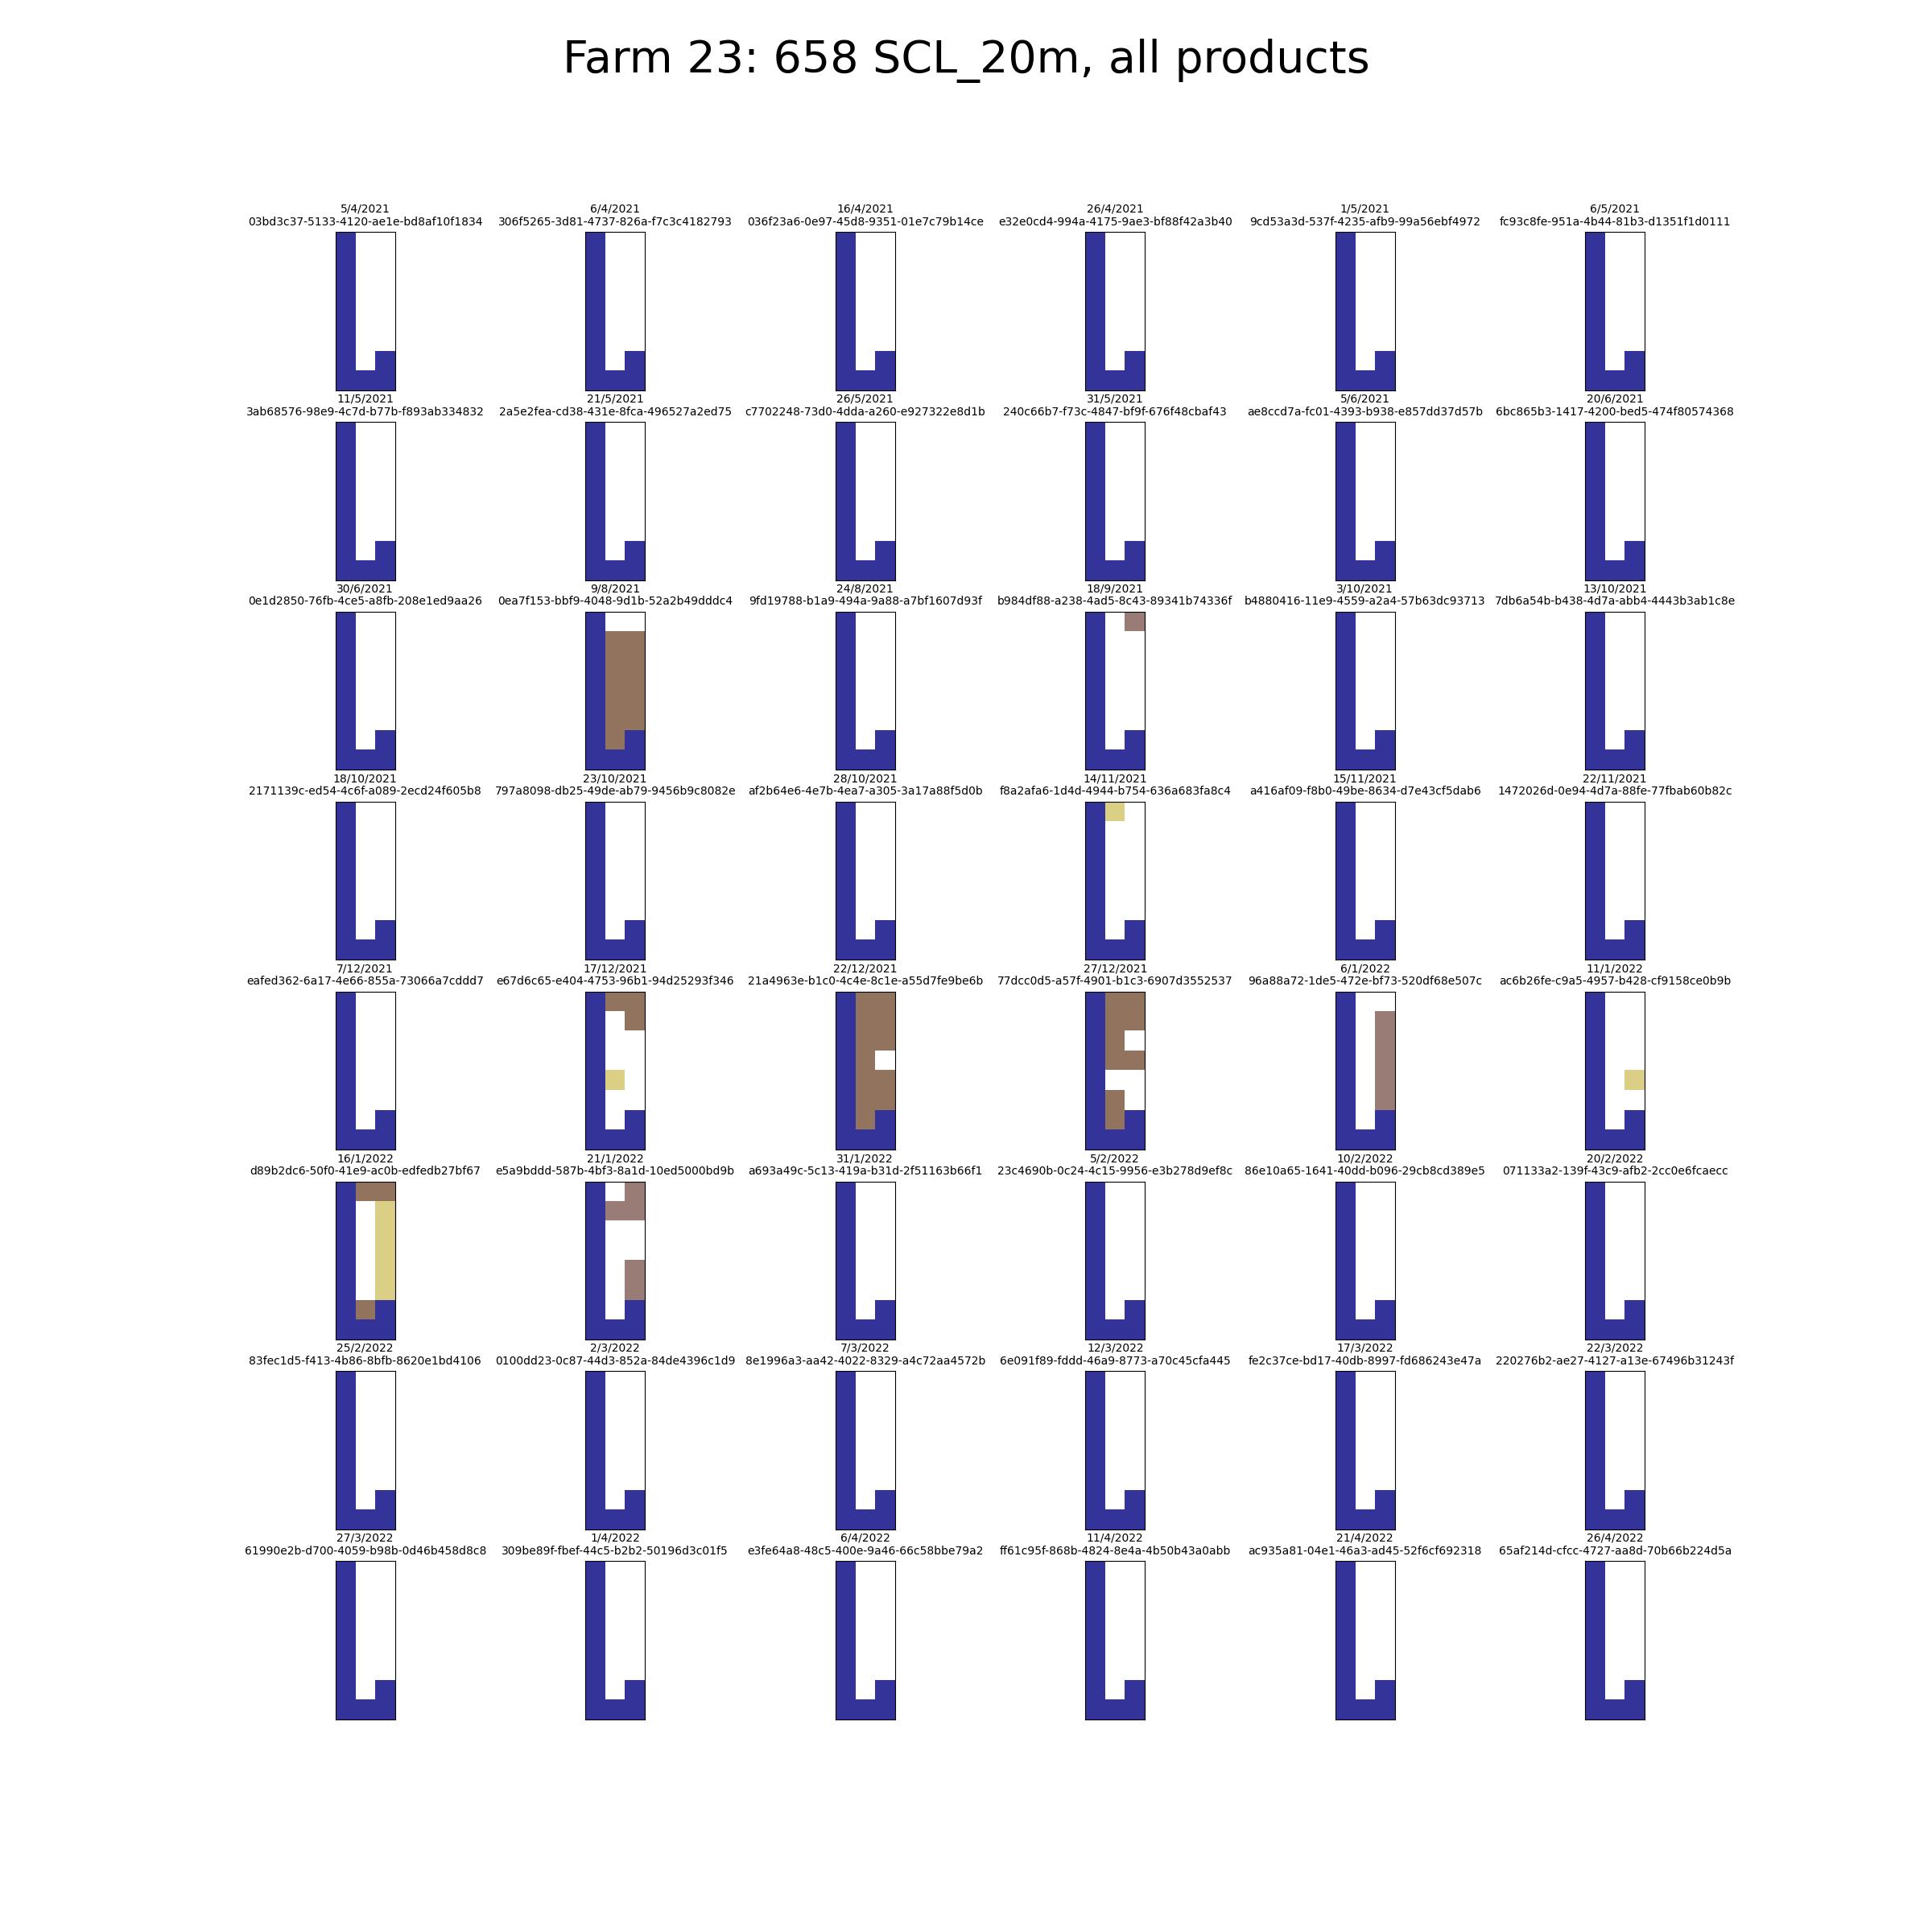 Farm 23: 658 SCL_20m, all products
5/4/2021
03bd3c37-5133-4120-ae1e-bd8af10f1834
6/4/2021
306f5265-3d81-4737-826a-f7c3c4182793
16/4/2021
036f23a6-0e97-45d8-9351-01e7c79b14ce
26/4/2021
e32e0cd4-994a-4175-9ae3-bf88f42a3b40
1/5/2021
9cd53a3d-537f-4235-afb9-99a56ebf4972
6/5/2021
fc93c8fe-951a-4b44-81b3-d1351f1d0111
11/5/2021
3ab68576-98e9-4c7d-b77b-f893ab334832
21/5/2021
2a5e2fea-cd38-431e-8fca-496527a2ed75
26/5/2021
c7702248-73d0-4dda-a260-e927322e8d1b
31/5/2021
240c66b7-f73c-4847-bf9f-676f48cbaf43
5/6/2021
ae8ccd7a-fc01-4393-b938-e857dd37d57b
20/6/2021
6bc865b3-1417-4200-bed5-474f80574368
30/6/2021
0e1d2850-76fb-4ce5-a8fb-208e1ed9aa26
9/8/2021
0ea7f153-bbf9-4048-9d1b-52a2b49dddc4
24/8/2021
9fd19788-b1a9-494a-9a88-a7bf1607d93f
18/9/2021
b984df88-a238-4ad5-8c43-89341b74336f
3/10/2021
b4880416-11e9-4559-a2a4-57b63dc93713
13/10/2021
7db6a54b-b438-4d7a-abb4-4443b3ab1c8e
18/10/2021
2171139c-ed54-4c6f-a089-2ecd24f605b8
23/10/2021
797a8098-db25-49de-ab79-9456b9c8082e
28/10/2021
af2b64e6-4e7b-4ea7-a305-3a17a88f5d0b
14/11/2021
f8a2afa6-1d4d-4944-b754-636a683fa8c4
15/11/2021
a416af09-f8b0-49be-8634-d7e43cf5dab6
22/11/2021
1472026d-0e94-4d7a-88fe-77fbab60b82c
7/12/2021
eafed362-6a17-4e66-855a-73066a7cddd7
17/12/2021
e67d6c65-e404-4753-96b1-94d25293f346
22/12/2021
21a4963e-b1c0-4c4e-8c1e-a55d7fe9be6b
27/12/2021
77dcc0d5-a57f-4901-b1c3-6907d3552537
6/1/2022
96a88a72-1de5-472e-bf73-520df68e507c
11/1/2022
ac6b26fe-c9a5-4957-b428-cf9158ce0b9b
16/1/2022
d89b2dc6-50f0-41e9-ac0b-edfedb27bf67
21/1/2022
e5a9bddd-587b-4bf3-8a1d-10ed5000bd9b
31/1/2022
a693a49c-5c13-419a-b31d-2f51163b66f1
5/2/2022
23c4690b-0c24-4c15-9956-e3b278d9ef8c
10/2/2022
86e10a65-1641-40dd-b096-29cb8cd389e5
20/2/2022
071133a2-139f-43c9-afb2-2cc0e6fcaecc
25/2/2022
83fec1d5-f413-4b86-8bfb-8620e1bd4106
2/3/2022
0100dd23-0c87-44d3-852a-84de4396c1d9
7/3/2022
8e1996a3-aa42-4022-8329-a4c72aa4572b
12/3/2022
6e091f89-fddd-46a9-8773-a70c45cfa445
17/3/2022
fe2c37ce-bd17-40db-8997-fd686243e47a
22/3/2022
220276b2-ae27-4127-a13e-67496b31243f
27/3/2022
61990e2b-d700-4059-b98b-0d46b458d8c8
1/4/2022
309be89f-fbef-44c5-b2b2-50196d3c01f5
6/4/2022
e3fe64a8-48c5-400e-9a46-66c58bbe79a2
11/4/2022
ff61c95f-868b-4824-8e4a-4b50b43a0abb
21/4/2022
ac935a81-04e1-46a3-ad45-52f6cf692318
26/4/2022
65af214d-cfcc-4727-aa8d-70b66b224d5a